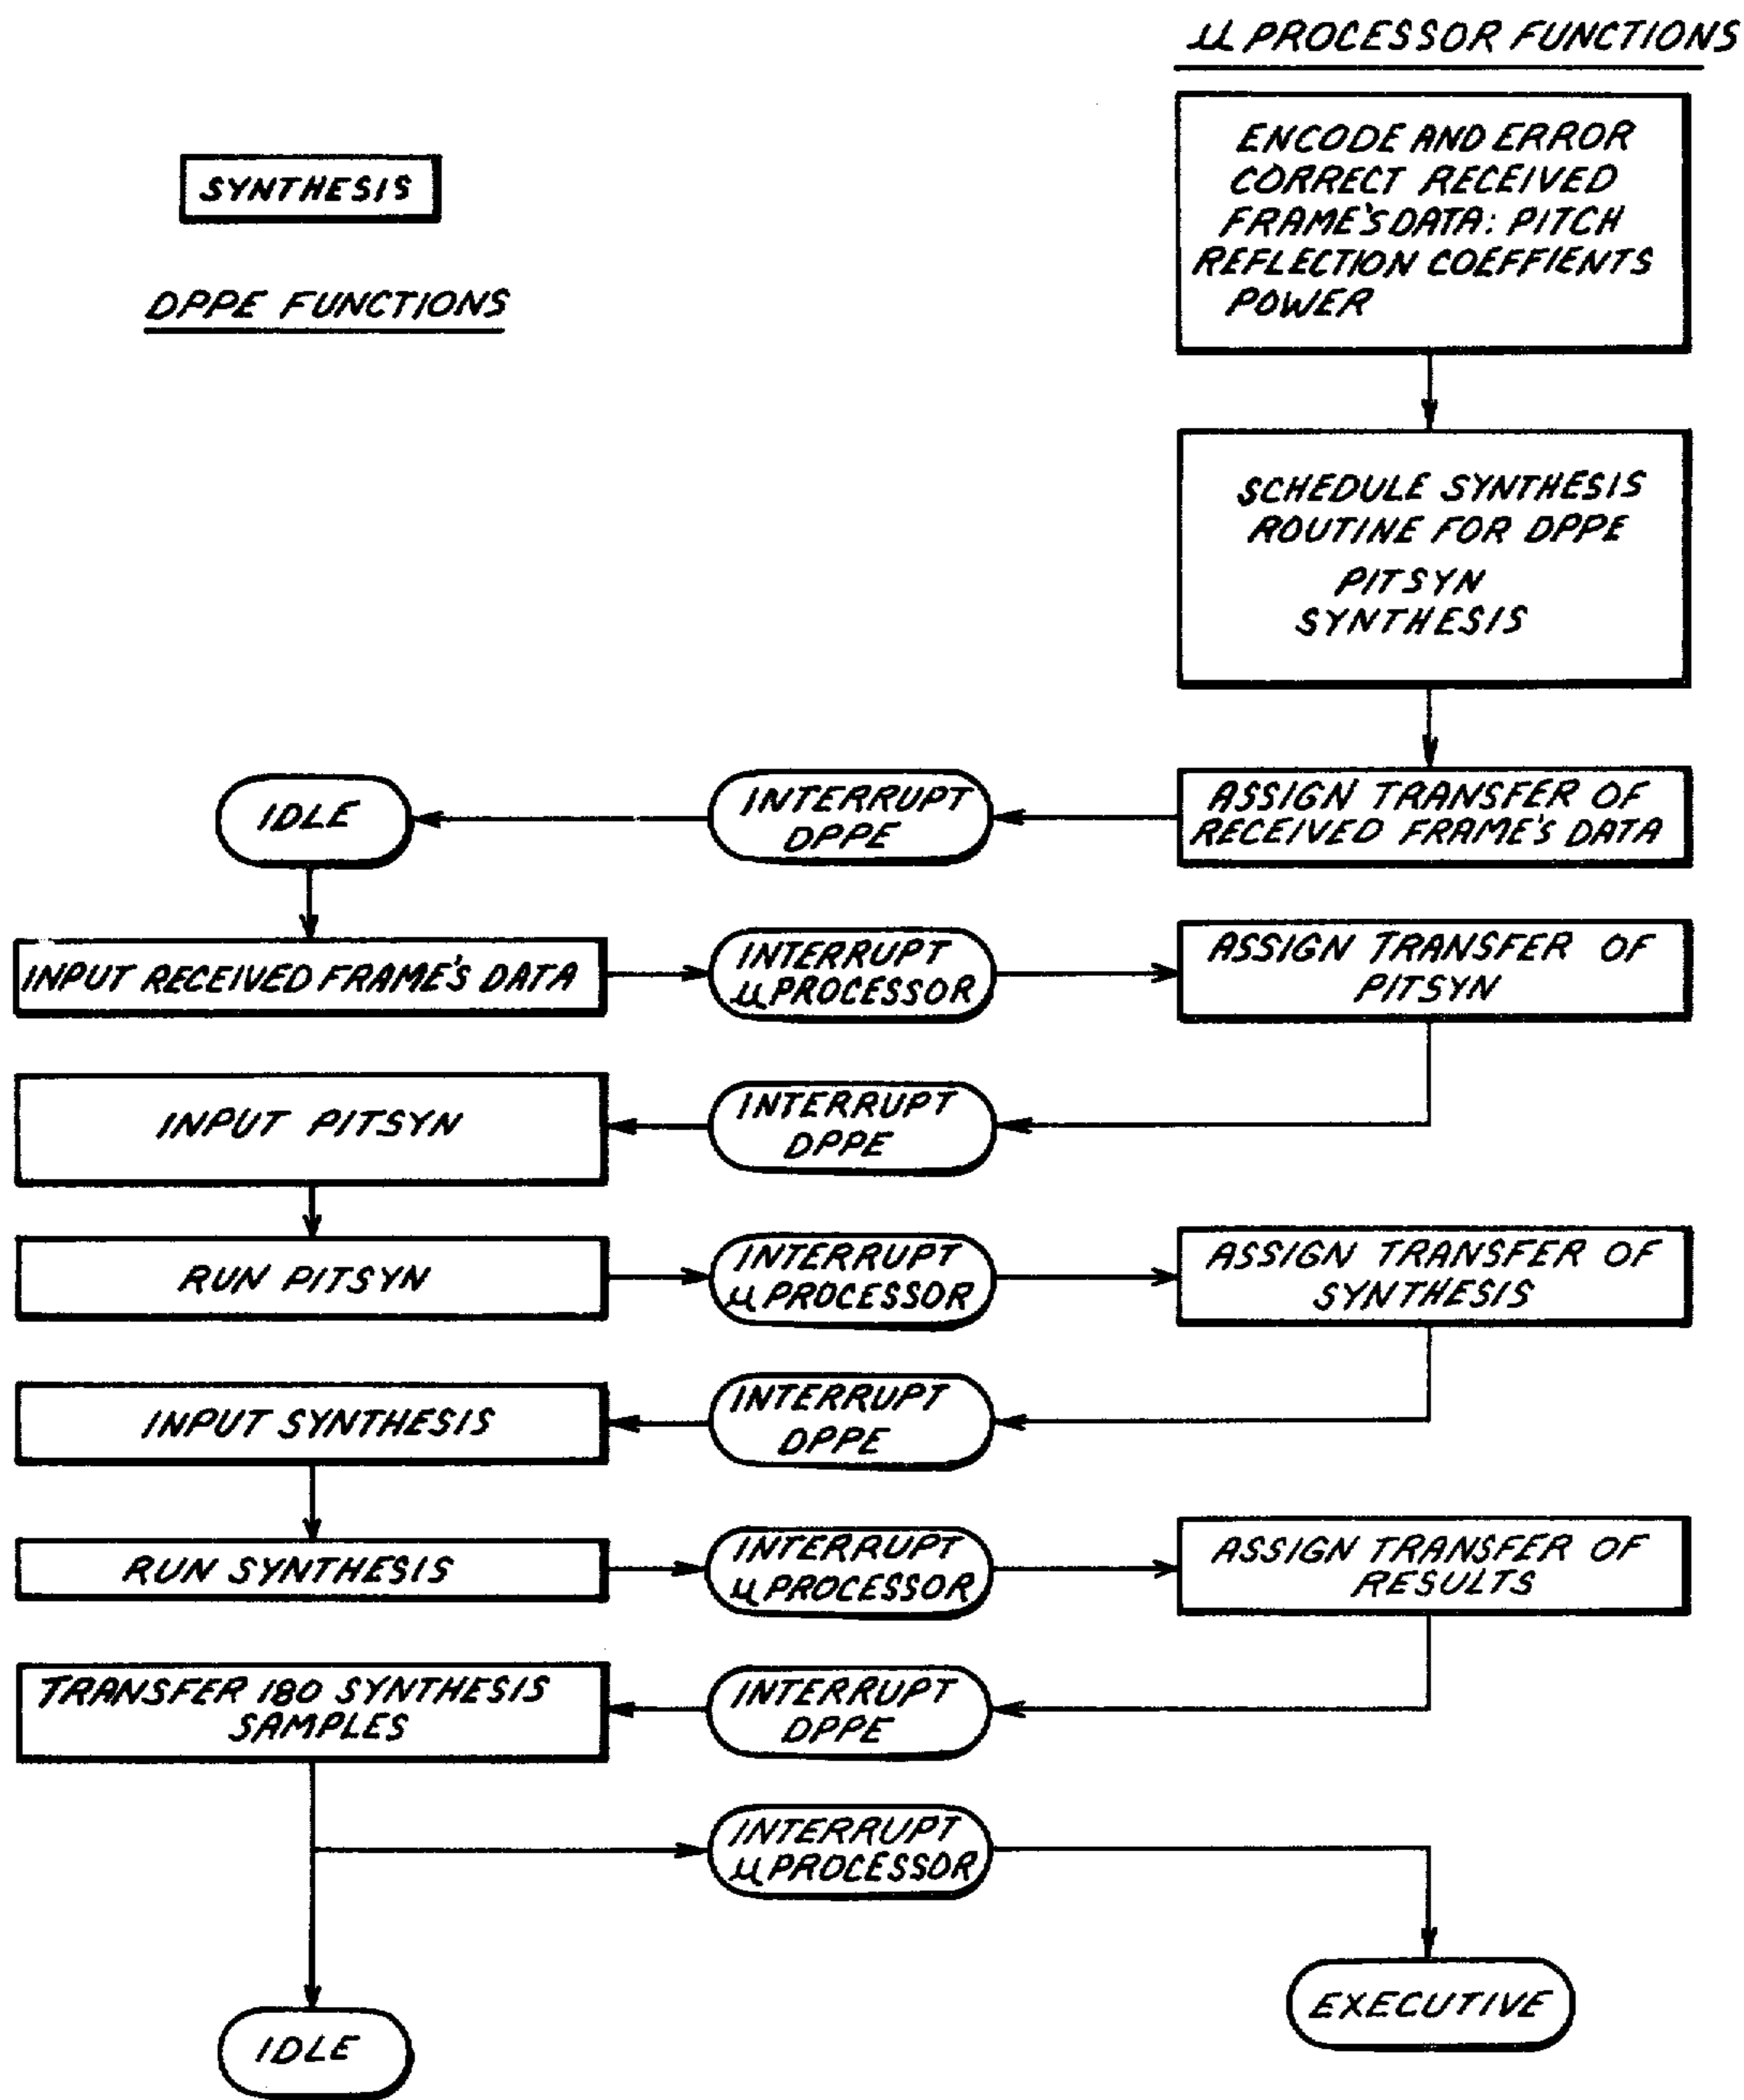 µ PROCESSOR FUNCTIONS
ENCODE AND ERROR
CORRECT RECEIVED
FRAME'S DATA: PITCH
REFLECTION COEFFIENTS
POWER
SYNTHESIS
DPPE FUNCTIONS
SCHEDULE SYNTHESIS
ROUTINE FOR DPPE
PITSYN
SYNTHESIS
IDLE
INTERRUPT
DPPE
ASSIGN TRANSFER OF
RECEIVED FRAME'S DATA
INPUT RECEIVED FRAME'S DATA
INTERRUPT
µ PROCESSOR
ASSIGN TRANSFER OF
PITSYN
INPUT PITSYN
INTERRUPT
DPPE
RUN PITSYN
INTERRUPT
µ PROCESSOR
ASSIGN TRANSFER OF
SYNTHESIS
INPUT SYNTHESIS
INTERRUPT
DPPE
RUN SYNTHESIS
INTERRUPT
µ PROCESSOR
ASSIGN TRANSFER OF
RESULTS
TRANSFER 180 SYNTHESIS
SAMPLES
INTERRUPT
DPPE
INTERRUPT
µ PROCESSOR
EXECUTIVE
IDLE